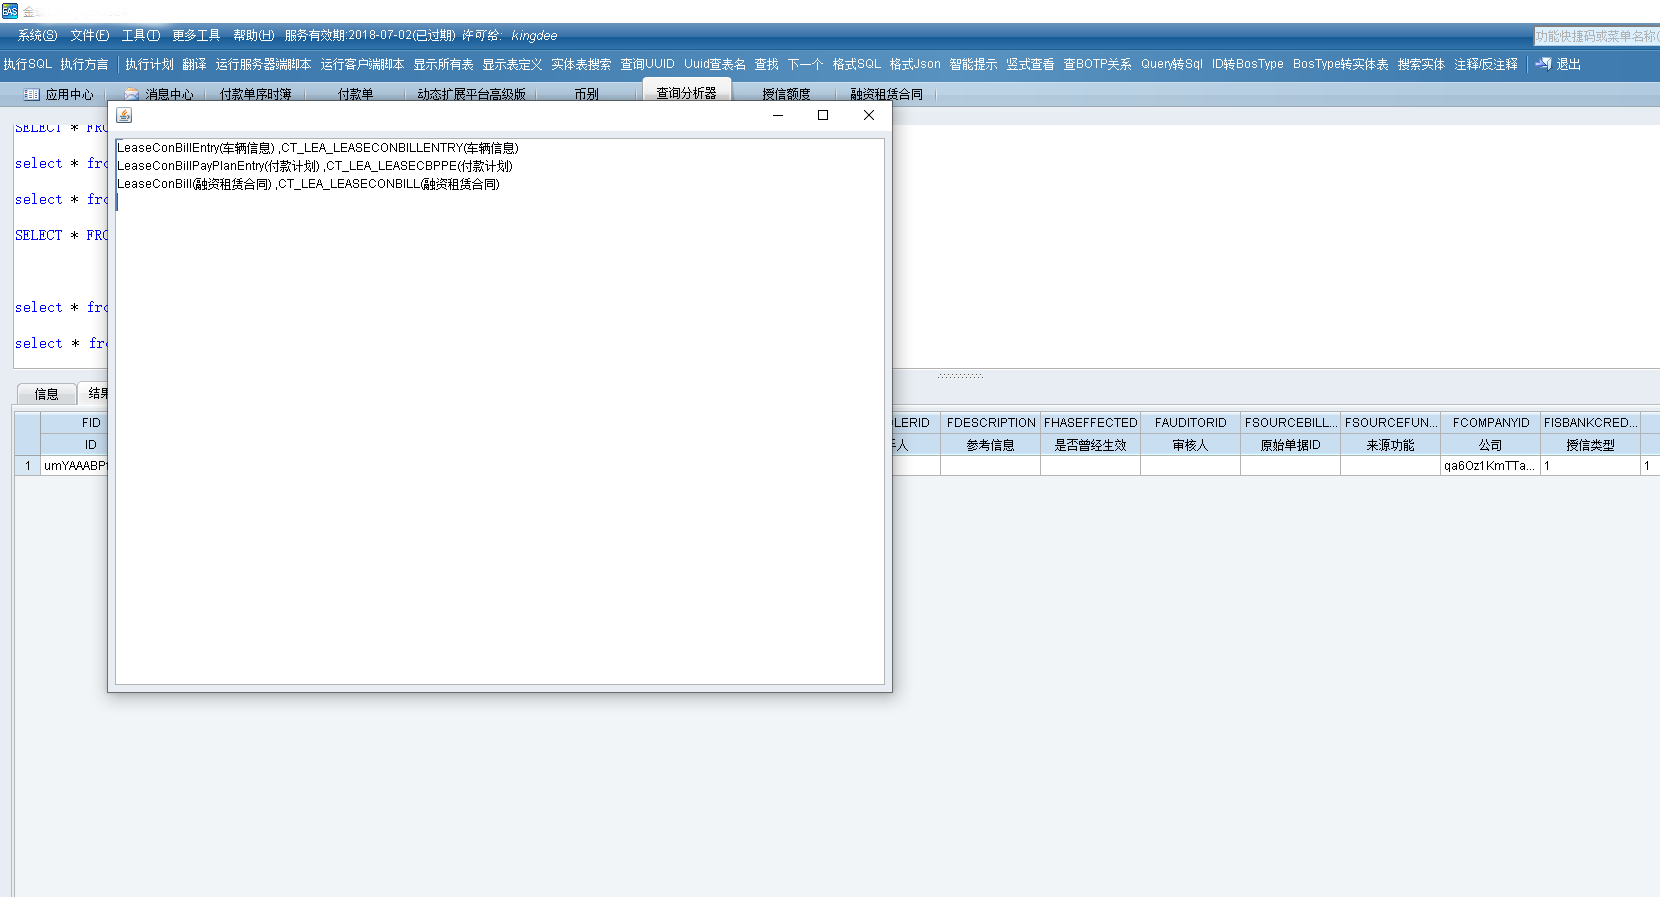 EAS 金
系统(S) 文件(F) 工具(T) 更多工具 帮助(H) 服务有效期:2018-07-02(已过期) 许可给: kingdee 功能快捷码或菜单名称(
执行SQL 执行方言 执行计划 翻译 运行服务器端脚本 运行客户端脚本 显示所有表 显示表定义 实体表搜索 查询UUID Uuid查表名 查找 下一个 格式SQL 格式Json 智能提示 竖式查看 查BOTP关系 Query转Sql ID转BosType BosType转实体表 搜索实体 注释/反注释 退出
应用中心 消息中心 付款单序时簿 付款单 动态扩展平台高级版 币别 查询分析器 授信额度 融资租赁合同
SELECT * FRO
select * fro
select * fro
SELECT * FRO
select * fro
select * fro
LeaseConBillEntry(车辆信息) ,CT_LEA_LEASECONBILLENTRY(车辆信息)
LeaseConBillPayPlanEntry(付款计划) ,CT_LEA_LEASECBPPE(付款计划)
LeaseConBill(融资租赁合同) ,CT_LEA_LEASECONBILL(融资租赁合同)
信息 结果
FID LERID FDESCRIPTION FHASEFFECTED FAUDITORID FSOURCEBILL... FSOURCEFUN... FCOMPANYID FISBANKCRED...
ID 人 参考信息 是否曾经生效 审核人 原始单据ID 来源功能 公司 授信类型
1 umYAAABP qa6Oz1KmTTa... 1 1